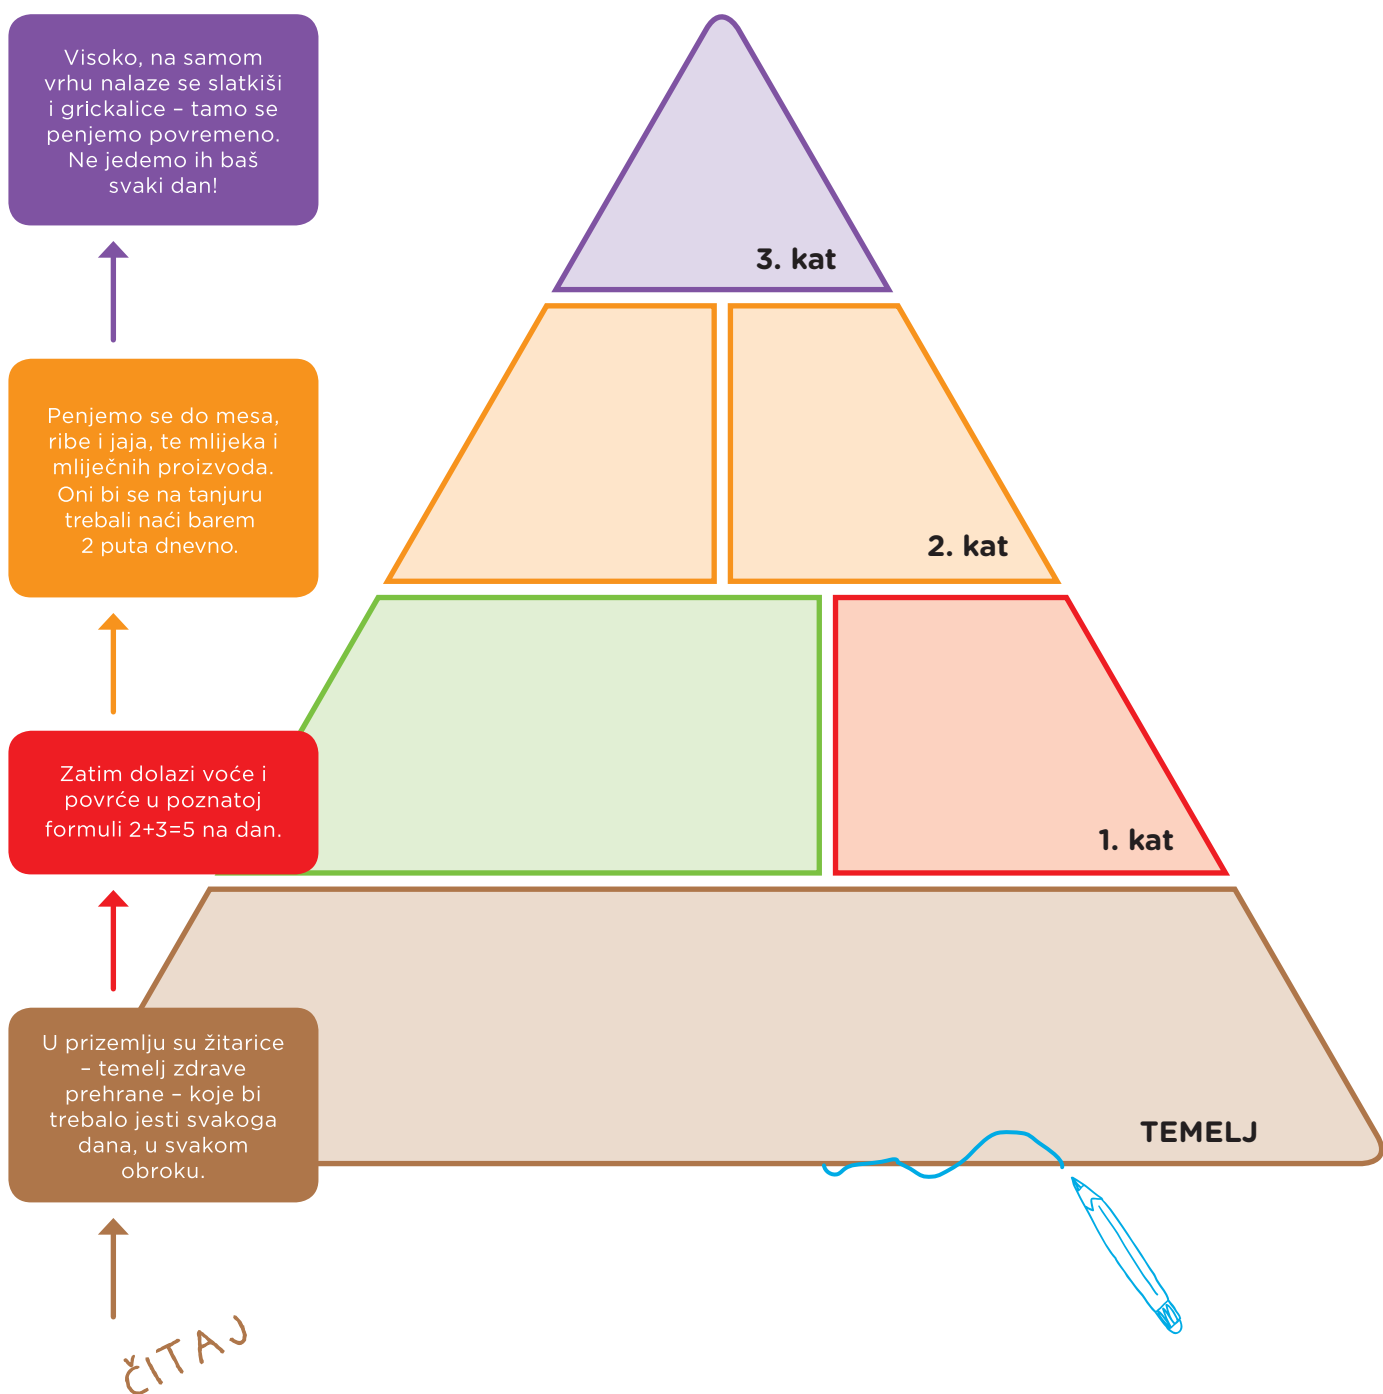 Visoko, na samom
vrhu nalaze se slatkiši
i grickalice – tamo se
penjemo povremeno.
Ne jedemo ih baš
svaki dan!
3. kat
Penjemo se do mesa,
ribe i jaja, te mlijeka i
mliječnih proizvoda.
Oni bi se na tanjuru
trebali naći barem
2 puta dnevno.
2. kat
Zatim dolazi voće i
povrće u poznatoj
formuli 2+3=5 na dan.
1. kat
U prizemlju su žitarice
– temelj zdrave
prehrane – koje bi
trebalo jesti svakoga
dana, u svakom
obroku.
TEMELJ
ČITAJ